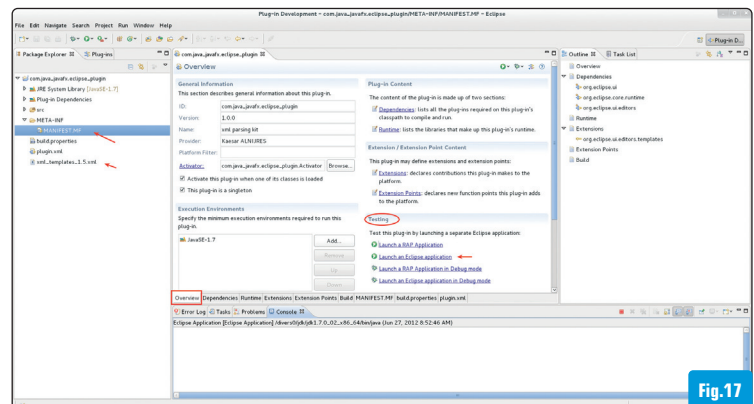 Plug-in Development - com.java_javafx.eclipse_plugin/META-INF/MANIFEST.MF - Eclipse
File Edit Navigate Search Project Run Window Help
Plug-in D...
Package Explorer
Plug-ins
com.java_javafx.eclipse_plugin
JRE System Library [JavaSE-1.7]
Plug-in Dependencies
src
META-INF
MANIFEST.MF
build.properties
plugin.xml
xml_templates_1.5.xml
com.java_javafx.eclipse_plugin
Overview
General Information
This section describes general information about this plug-in.
ID: com.java_javafx.eclipse_plugin
Version: 1.0.0
Name: xml parsing kit
Provider: Kaesar ALNIJRES
Platform Filter:
Activator: com.java_javafx.eclipse_plugin.Activator Browse...
Activate this plug-in when one of its classes is loaded
This plug-in is a singleton
Execution Environments
Specify the minimum execution environments required to run this
plug-in.
JavaSE-1.7
Add...
Remove
Up
Down
Plug-in Content
The content of the plug-in is made up of two sections:
Dependencies: lists all the plug-ins required on this plug-in's
classpath to compile and run.
Runtime: lists the libraries that make up this plug-in's runtime.
Extension / Extension Point Content
This plug-in may define extensions and extension points:
Extensions: declares contributions this plug-in makes to the
platform.
Extension Points: declares new function points this plug-in adds
to the platform.
Testing
Test this plug-in by launching a separate Eclipse application:
Launch a RAP Application
Launch an Eclipse application
Launch a RAP Application in Debug mode
Launch an Eclipse application in Debug mode
Overview Dependencies Runtime Extensions Extension Points Build MANIFEST.MF build.properties plugin.xml
Outline
Task List
Overview
Dependencies
org.eclipse.ui
org.eclipse.core.runtime
org.eclipse.ui.editors
Runtime
Extensions
org.eclipse.ui.editors.templates
Extension Points
Build
Error Log Tasks Problems Console
Eclipse Application [Eclipse Application] /divers0/jdk/jdk1.7.0_02_x86_64/bin/java (Jun 27, 2012 8:52:46 AM)
Fig.17